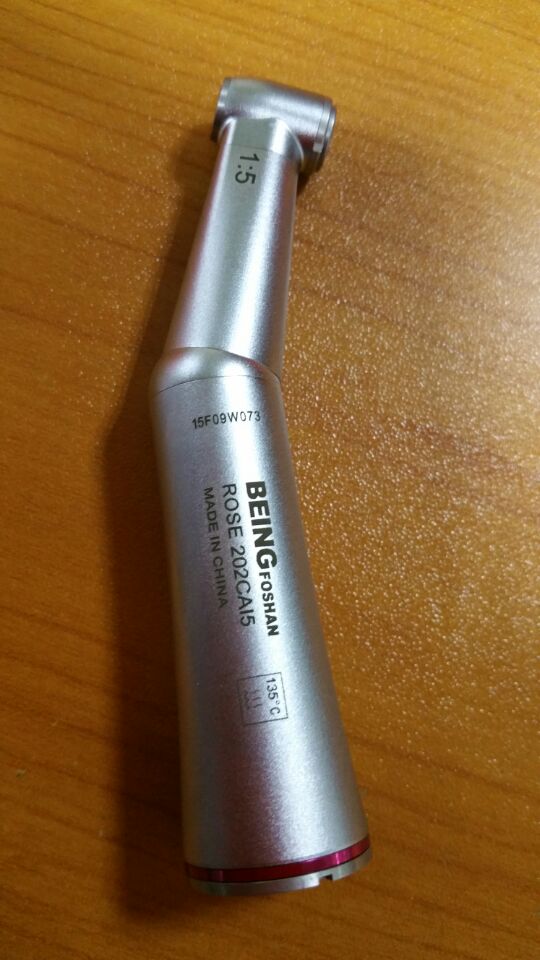 1:5
15F09W073
BEING FOSHAN
ROSE 202CAI5
MADE IN CHINA
135°C